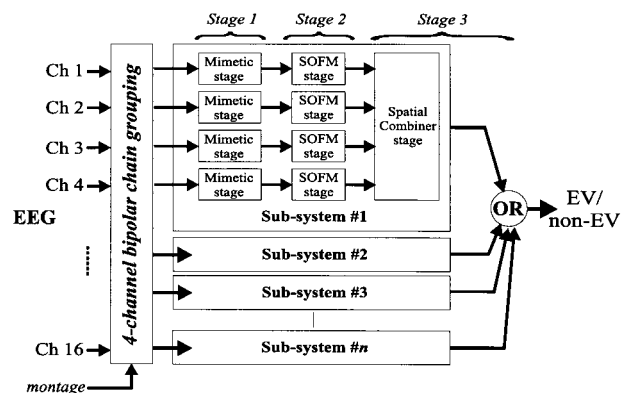 Stage 1
Stage 2
Stage 3
Ch 1
Ch 2
Ch 3
Ch 4
EEG
Ch 16
montage
4-channel bipolar chain grouping
Mimetic
stage
SOFM
stage
Mimetic
stage
SOFM
stage
Mimetic
stage
SOFM
stage
Mimetic
stage
SOFM
stage
Spatial
Combiner
stage
Sub-system #1
Sub-system #2
Sub-system #3
Sub-system #n
OR
EV/
non-EV